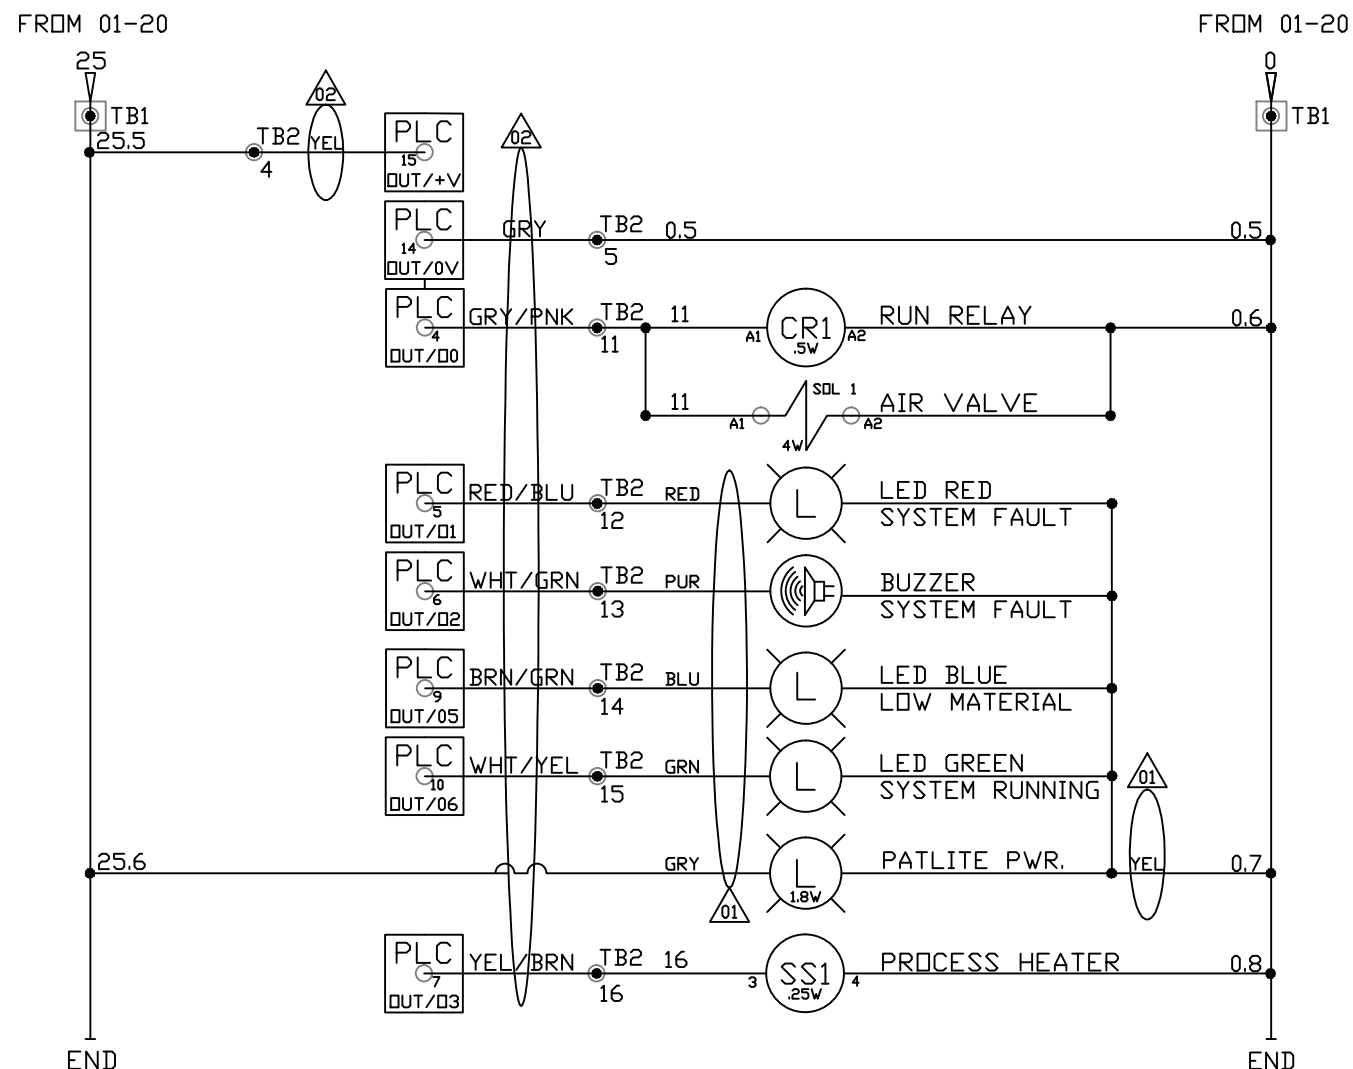 FROM 01-20
FROM 01-20
25
0
TB1
TB1
25.5
TB2
4
02
YEL
PLC
15
OUT/+V
02
PLC
14
OUT/0V
GRY
TB2
5
0.5
0.5
PLC
4
OUT/O0
GRY/PNK
TB2
11
11
A1
CR1
.5W
A2
RUN RELAY
0.6
11
A1
SOL 1
4W
A2
AIR VALVE
PLC
5
OUT/O1
RED/BLU
TB2
12
RED
L
LED RED
SYSTEM FAULT
PLC
6
OUT/O2
WHT/GRN
TB2
13
PUR
BUZZER
SYSTEM FAULT
PLC
9
OUT/05
BRN/GRN
TB2
14
BLU
L
LED BLUE
LOW MATERIAL
PLC
10
OUT/06
WHT/YEL
TB2
15
GRN
L
LED GREEN
SYSTEM RUNNING
01
25.6
GRY
L
1.8W
PATLITE PWR.
YEL
0.7
01
PLC
7
OUT/O3
YEL/BRN
TB2
16
16
3
SS1
.25W
4
PROCESS HEATER
0.8
END
END